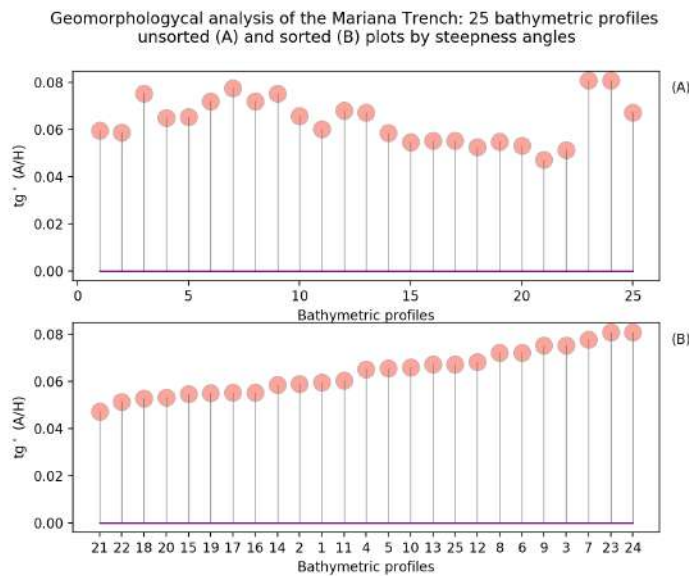 Geomorphologycal analysis of the Mariana Trench: 25 bathymetric profiles
unsorted (A) and sorted (B) plots by steepness angles
(A)
0.08
0.06
0.04
0.02
0.00
tg° (A/H)
0 5 10 15 20 25
Bathymetric profiles
(B)
0.08
0.06
0.04
0.02
0.00
tg° (A/H)
21 22 18 20 15 19 17 16 14 2 1 11 4 5 10 13 25 12 8 6 9 3 7 23 24
Bathymetric profiles